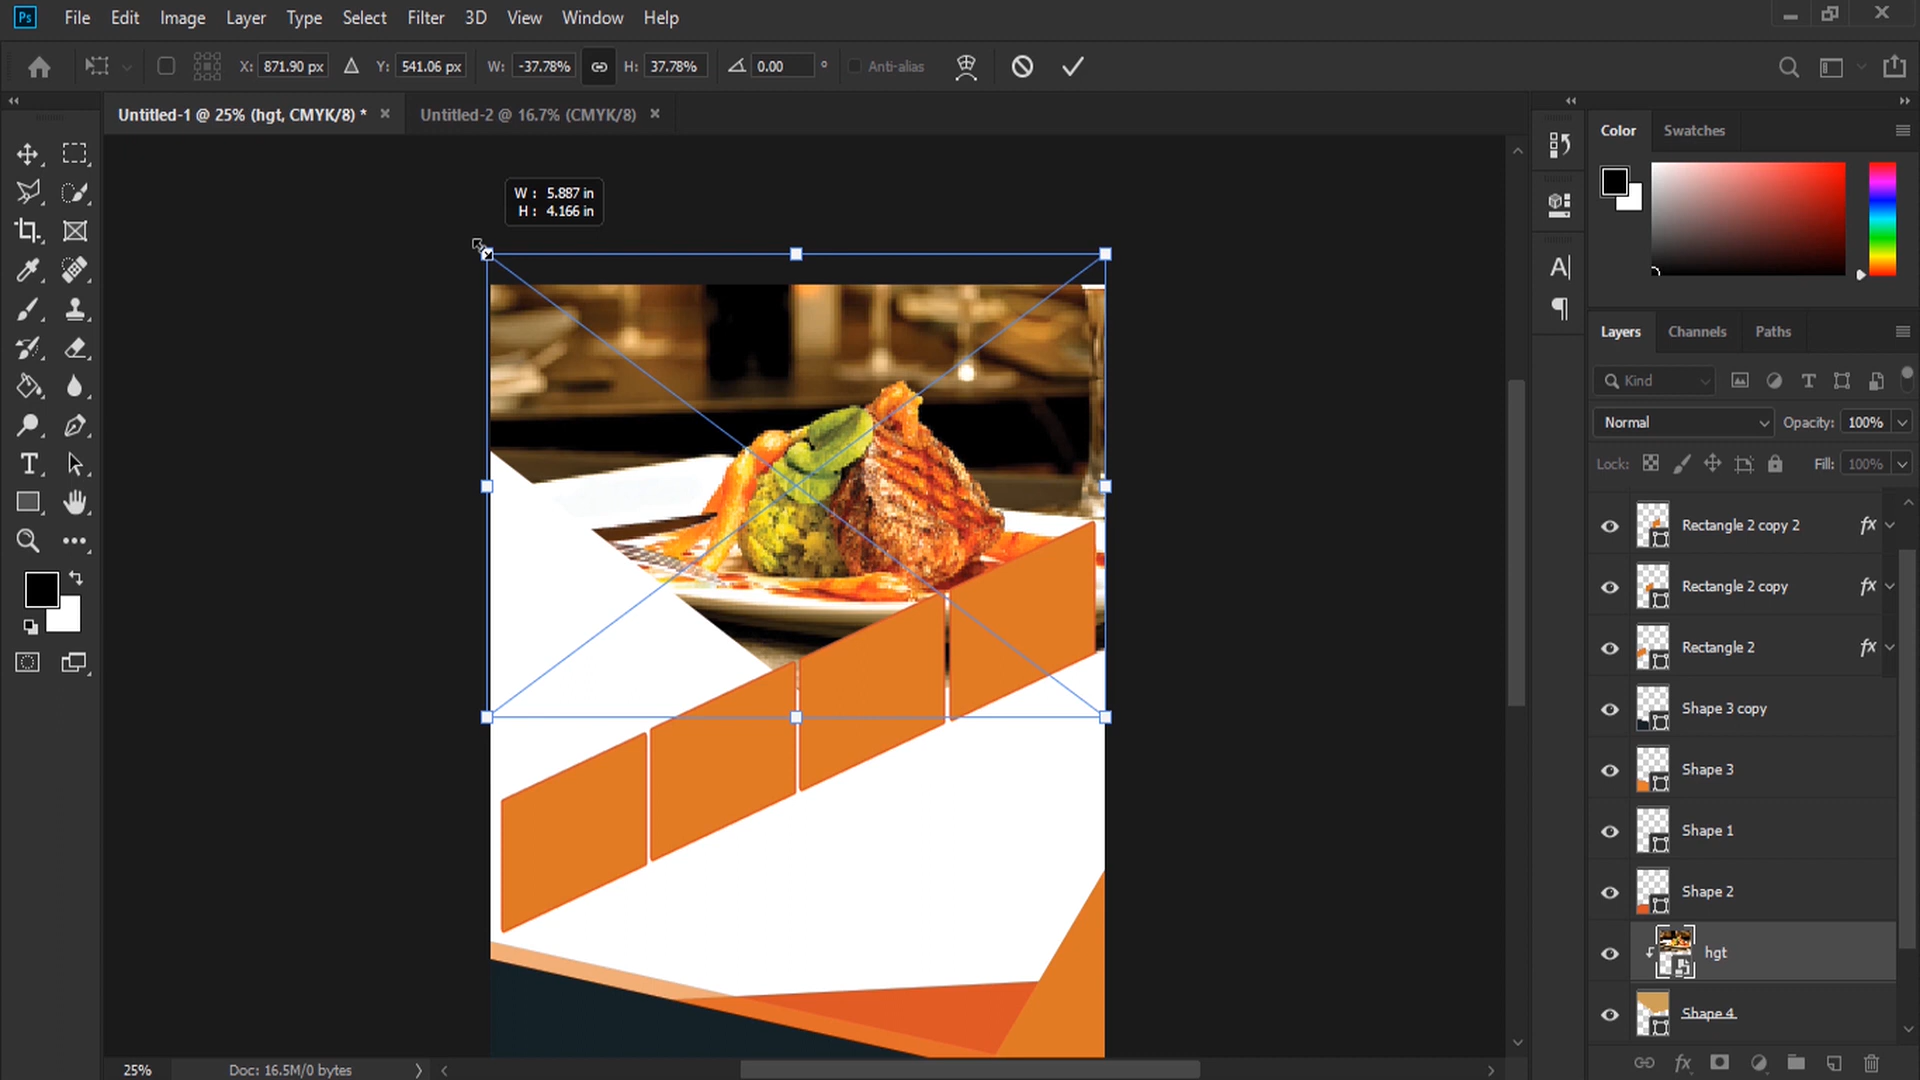 Ps File Edit Image Layer Type Select Filter 3D View Window Help
X: 871.90 px Y: 541.06 px W: -37.78% H: 37.78% 0.00 ° Anti-alias
Untitled-1 @ 25% (hgt, CMYK/8) * × Untitled-2 @ 16.7% (CMYK/8) ×
Color Swatches
W : 5.887 in
H : 4.166 in
Layers Channels Paths
Kind
Normal Opacity: 100%
Lock: Fill: 100%
Rectangle 2 copy 2 fx
Rectangle 2 copy fx
Rectangle 2 fx
Shape 3 copy
Shape 3
Shape 1
Shape 2
hgt
Shape 4
25% Doc: 16.5M/0 bytes